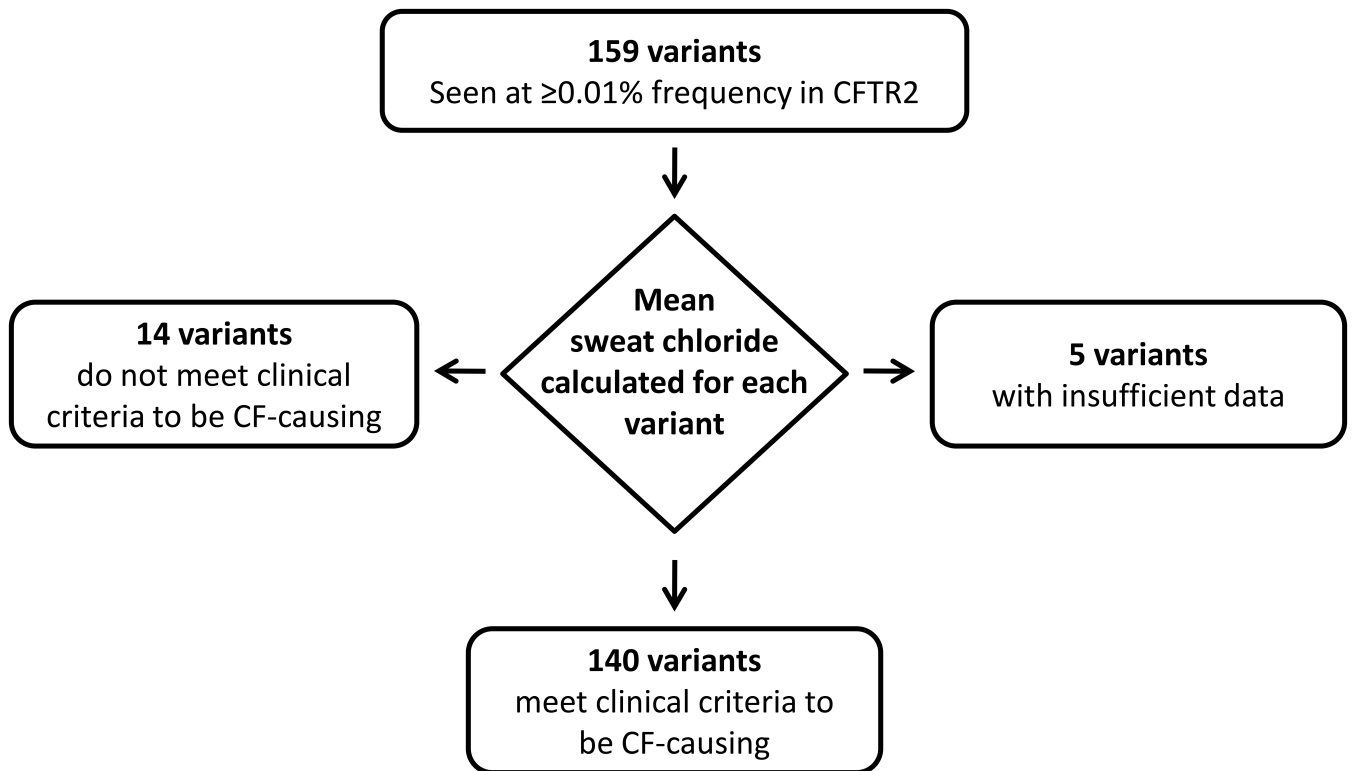 159 variants
Seen at ≥0.01% frequency in CFTR2
Mean
sweat chloride
calculated for each
variant
14 variants
do not meet clinical
criteria to be CF-causing
5 variants
with insufficient data
140 variants
meet clinical criteria to
be CF-causing